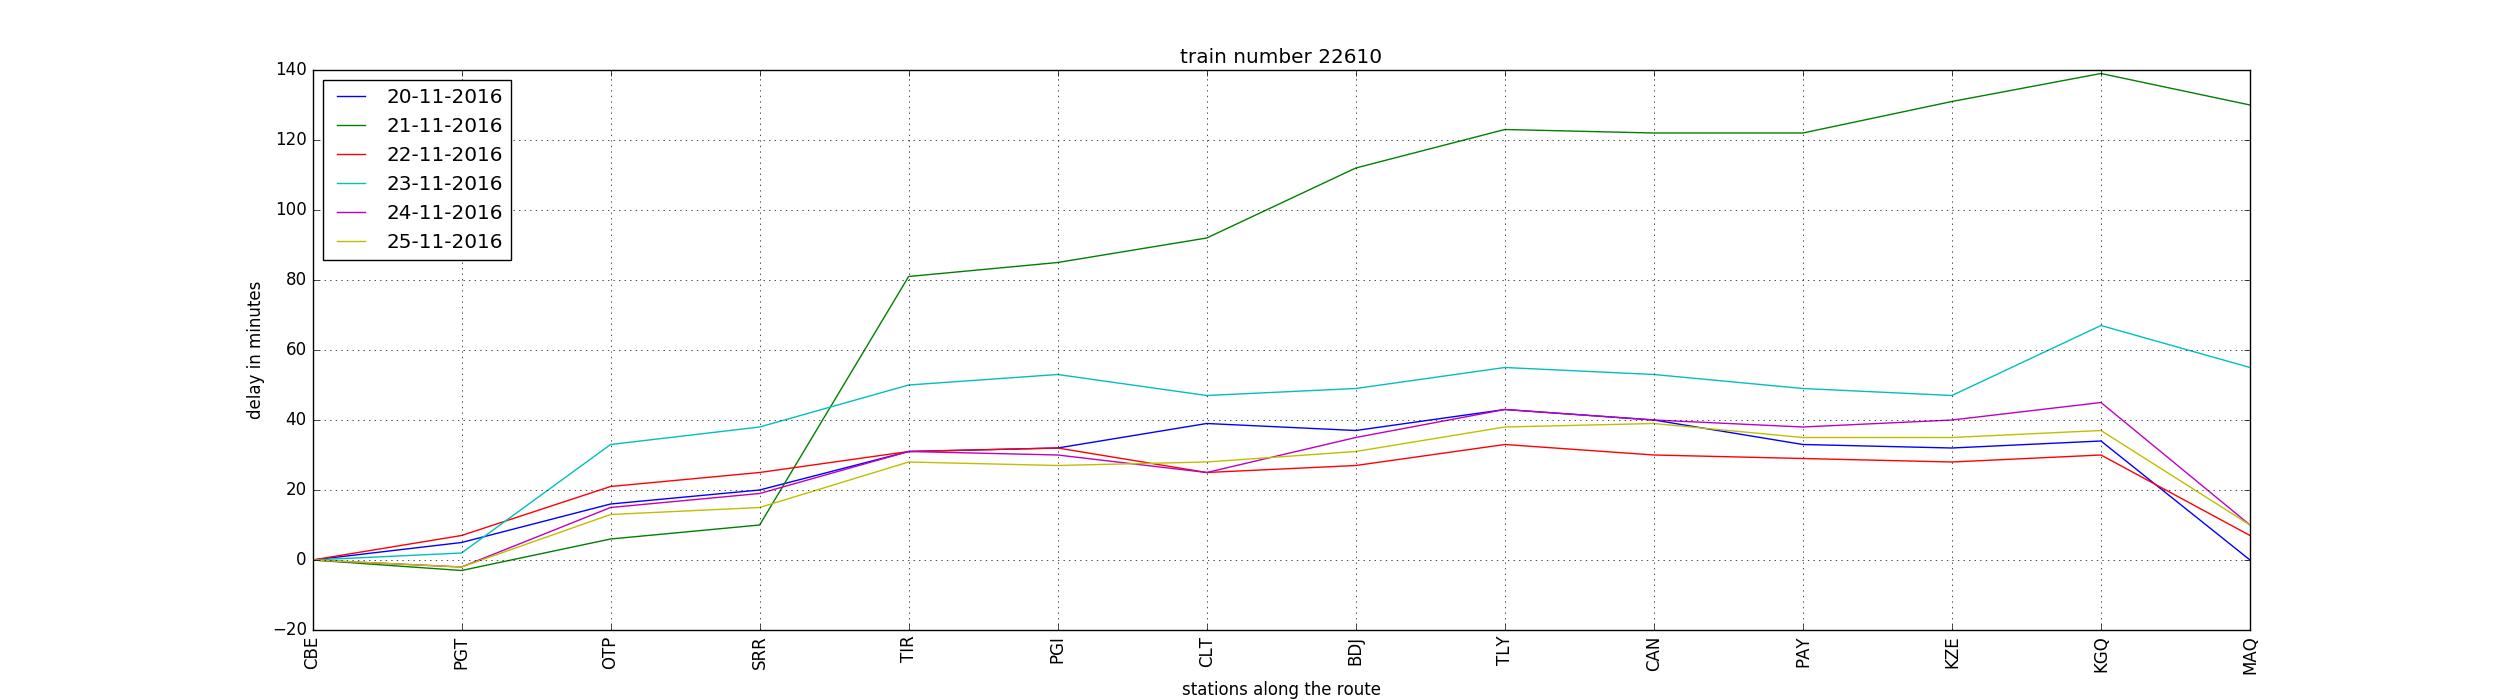 train number 22610
140
120
100
80
60
40
20
0
−20
delay in minutes
20-11-2016
21-11-2016
22-11-2016
23-11-2016
24-11-2016
25-11-2016
CBE
PGT
OTP
SRR
TIR
PGI
CLT
BDJ
TLY
CAN
PAY
KZE
KGQ
MAQ
stations along the route